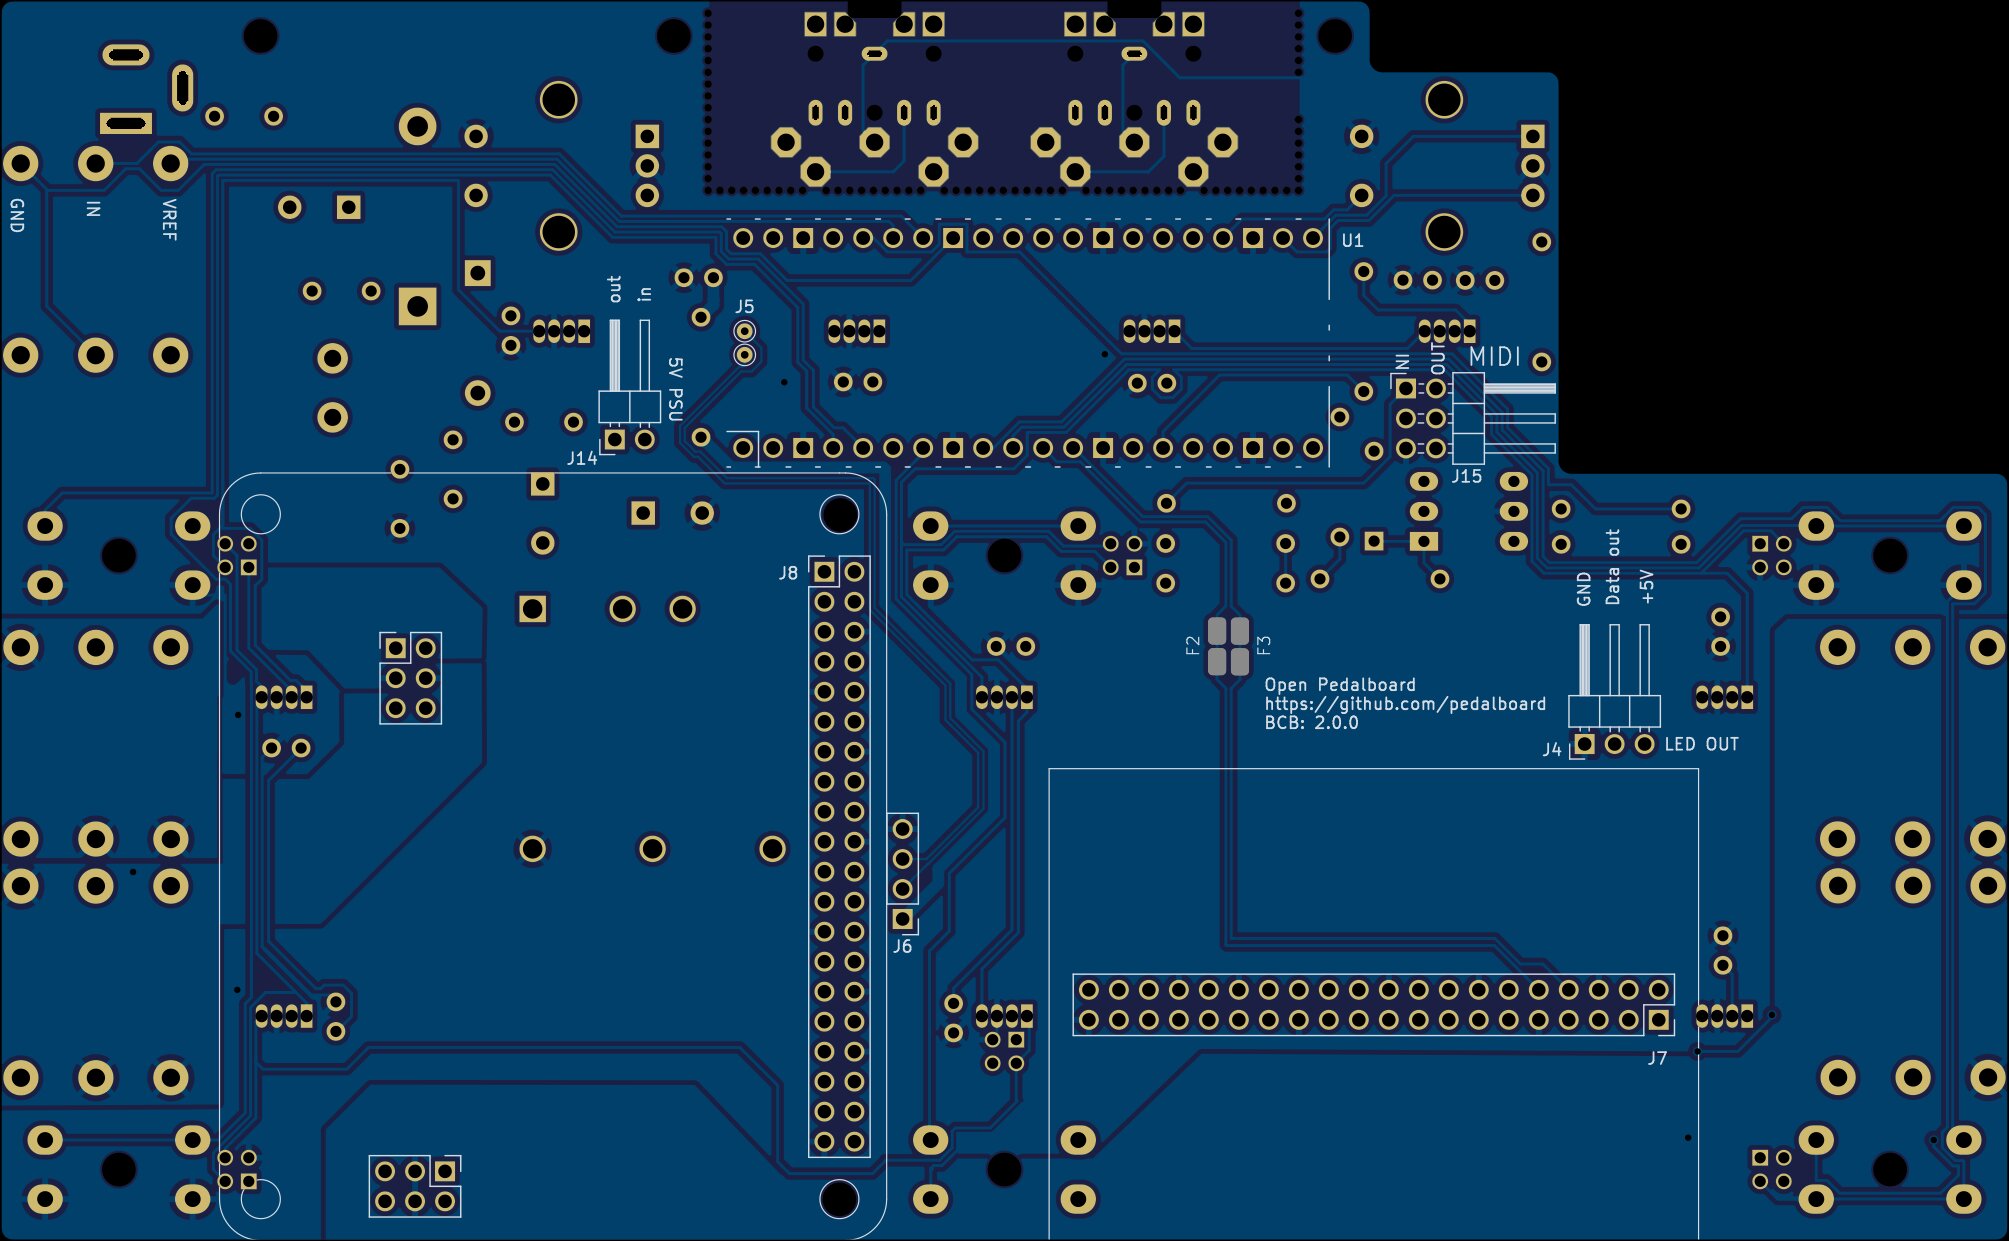 GND
IN
VREF
out
in
J5
U1
5V PSU
J14
IN
OUT
MIDI
J15
J8
GND
Data out
+5V
F2
F3
Open Pedalboard
https://github.com/pedalboard
BCB: 2.0.0
J4
LED OUT
J6
J7